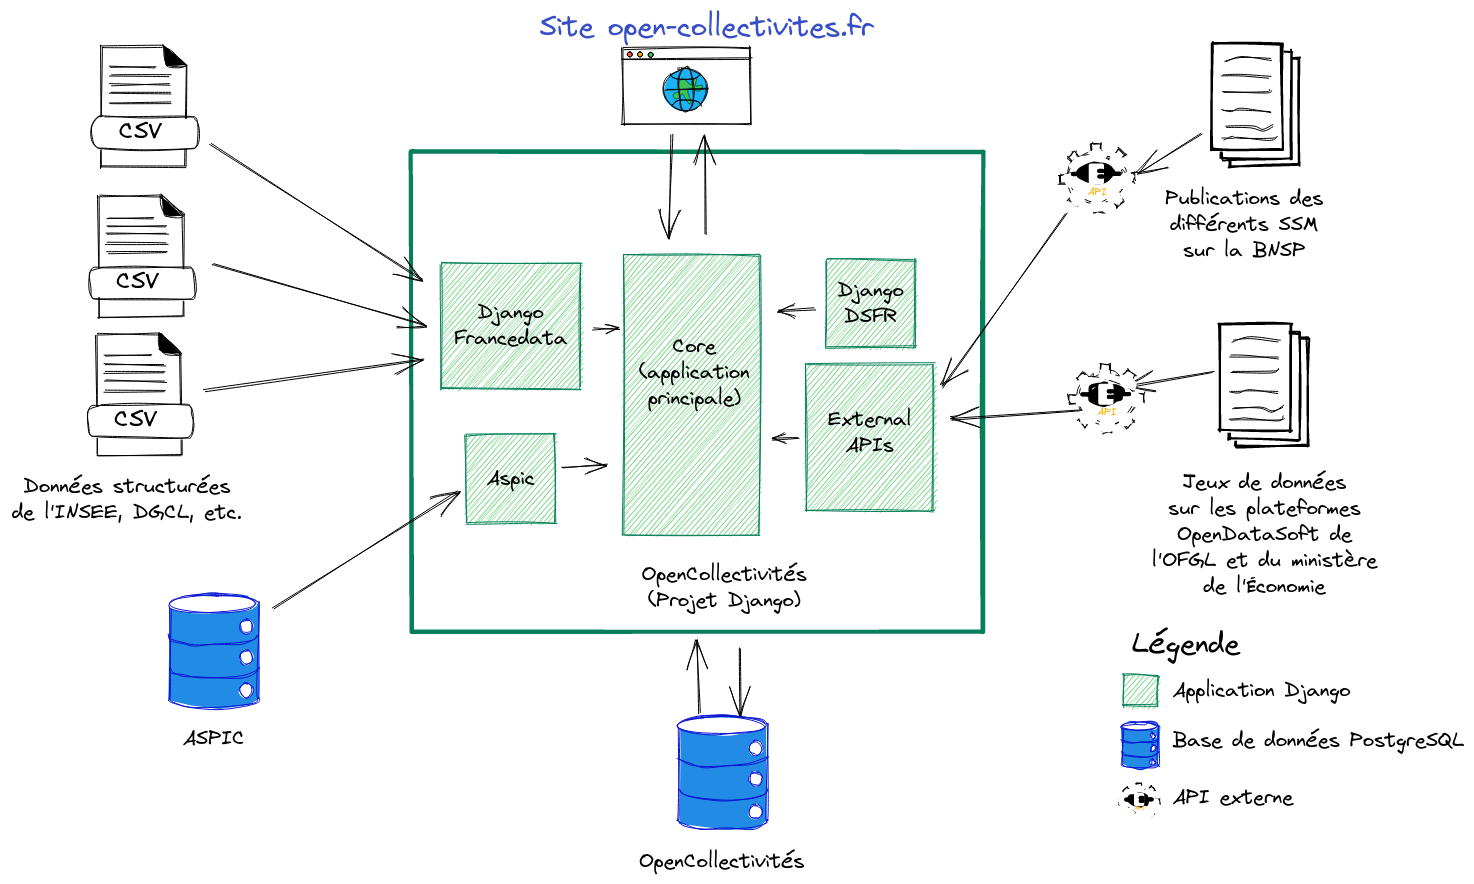 Site open-collectivites.fr
CSV
CSV
CSV
Données structurées
de l'INSEE, DGCL, etc.
ASPIC
Django
Francedata
Aspic
Core
(application
principale)
Django
DSFR
External
APIs
OpenCollectivités
(Projet Django)
OpenCollectivités
API
Publications des
différents SSM
sur la BNSP
API
Jeux de données
sur les plateformes
OpenDataSoft de
l'OFGL et du ministère
de l'Économie
Légende
Application Django
Base de données PostgreSQL
API externe